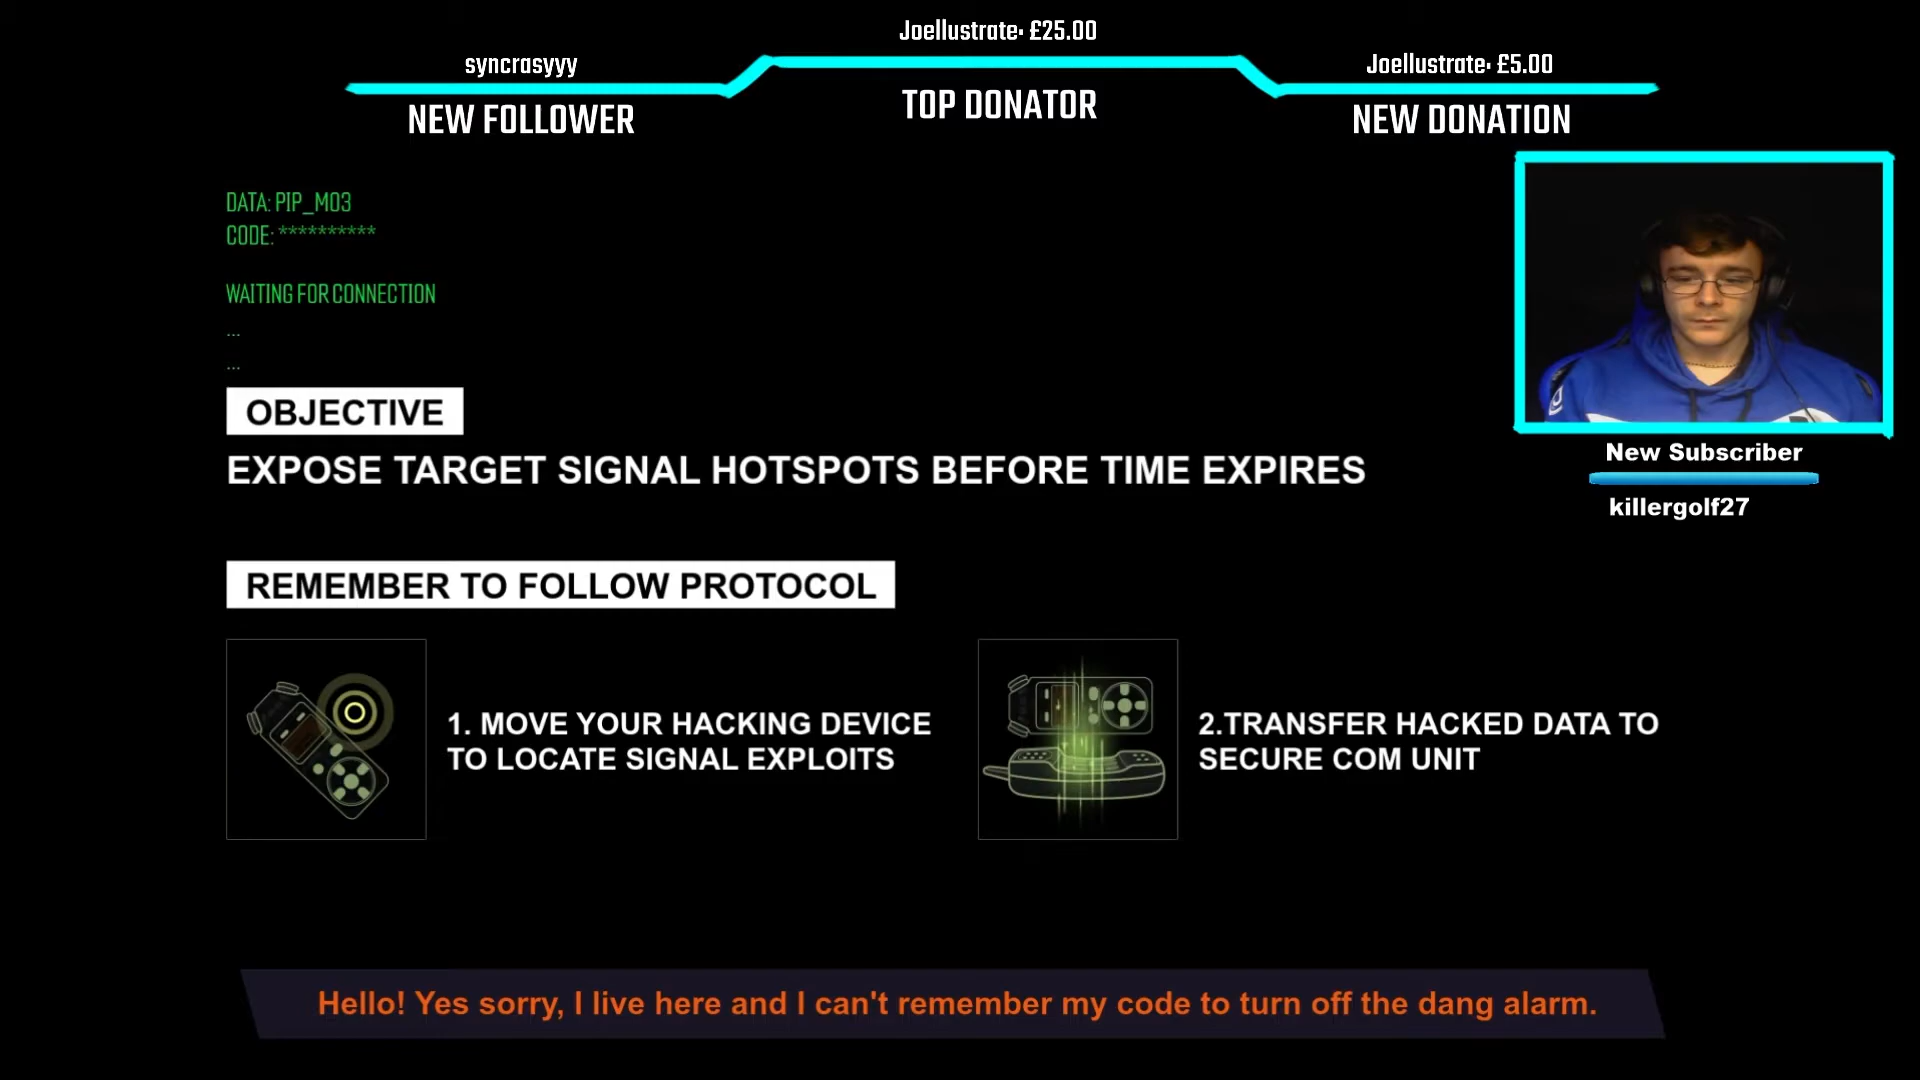 Joellustrate: £25.00
syncrasyyy
Joellustrate: £5.00
TOP DONATOR
NEW FOLLOWER
NEW DONATION
DATA: PIP_M03
CODE: **********
WAITING FOR CONNECTION
...
...
OBJECTIVE
EXPOSE TARGET SIGNAL HOTSPOTS BEFORE TIME EXPIRES
New Subscriber
killergolf27
REMEMBER TO FOLLOW PROTOCOL
1. MOVE YOUR HACKING DEVICE
TO LOCATE SIGNAL EXPLOITS
2.TRANSFER HACKED DATA TO
SECURE COM UNIT
Hello! Yes sorry, I live here and I can't remember my code to turn off the dang alarm.